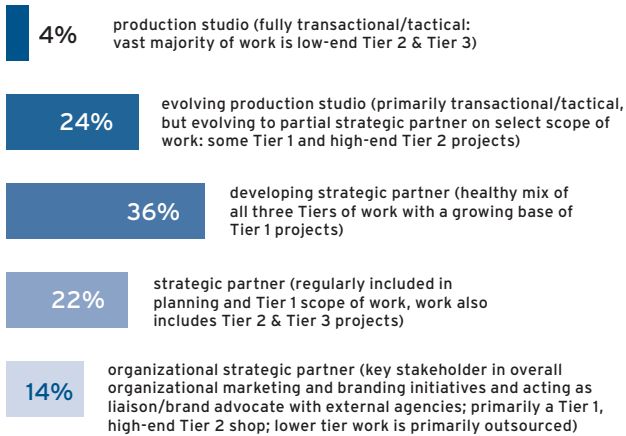 4%
production studio (fully transactional/tactical:
vast majority of work is low-end Tier 2 & Tier 3)
24%
evolving production studio (primarily transactional/tactical,
but evolving to partial strategic partner on select scope of
work: some Tier 1 and high-end Tier 2 projects)
36%
developing strategic partner (healthy mix of
all three Tiers of work with a growing base of
Tier 1 projects)
22%
strategic partner (regularly included in
planning and Tier 1 scope of work, work also
includes Tier 2 & Tier 3 projects)
14%
organizational strategic partner (key stakeholder in overall
organizational marketing and branding initiatives and acting as
liaison/brand advocate with external agencies; primarily a Tier 1,
high-end Tier 2 shop; lower tier work is primarily outsourced)